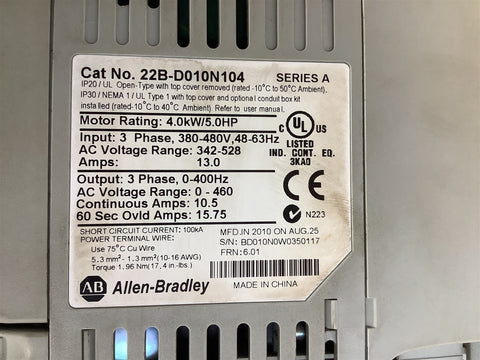 Cat No. 22B-D010N104 SERIES A
IP20 / UL Open-Type with top cover removed (rated -10°C to 50°C Ambient).
IP30 / NEMA 1 / UL Type 1 with top cover and optional conduit box kit
installed (rated -10°C to 40°C Ambient). Refer to user manual.
Motor Rating: 4.0kW/5.0HP
Input: 3 Phase, 380-480V, 48-63Hz
AC Voltage Range: 342-528
Amps: 13.0
C UL US
LISTED
IND. CONT. EQ.
3KA0
Output: 3 Phase, 0-400Hz
AC Voltage Range: 0 - 460
Continuous Amps: 10.5
60 Sec Ovld Amps: 15.75
CE
N223
SHORT CIRCUIT CURRENT: 100kA
POWER TERMINAL WIRE:
Use 75°C Cu Wire
5.3 mm² - 1.3 mm² (10-16 AWG)
Torque 1.96 Nm(17.4 in.-lbs.)
MFD.IN 2010 ON AUG.25
S/N: BD010N0W0350117
FRN: 6.01
AB Allen-Bradley
MADE IN CHINA